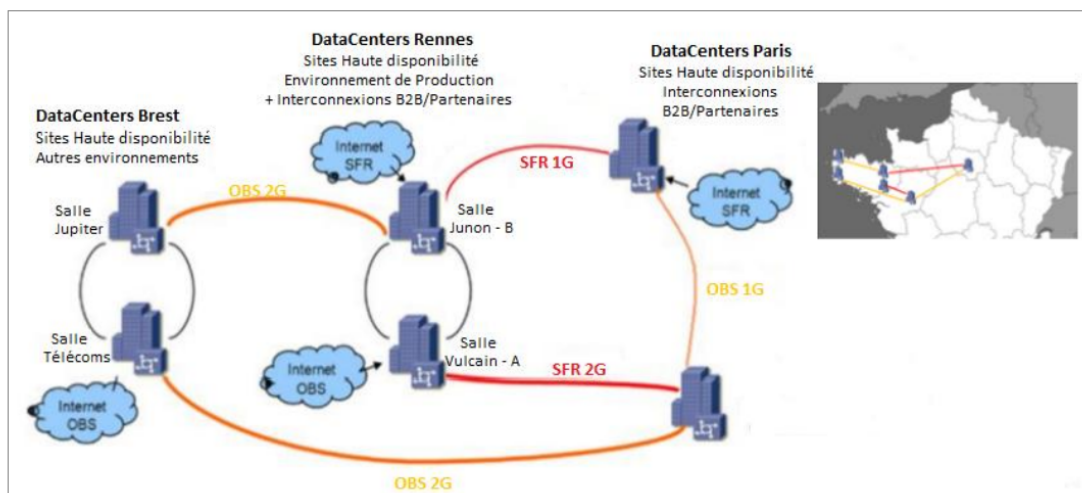 DataCenters Rennes
Sites Haute disponibilité
Environnement de Production
+ Interconnexions B2B/Partenaires
DataCenters Paris
Sites Haute disponibilité
Interconnexions
B2B/Partenaires
DataCenters Brest
Sites Haute disponibilité
Autres environnements
Internet
SFR
SFR 1G
OBS 2G
Internet
SFR
Salle
Jupiter
Salle
Junon - B
OBS 1G
Salle
Télécoms
Salle
Vulcain - A
Internet
OBS
SFR 2G
Internet
OBS
OBS 2G